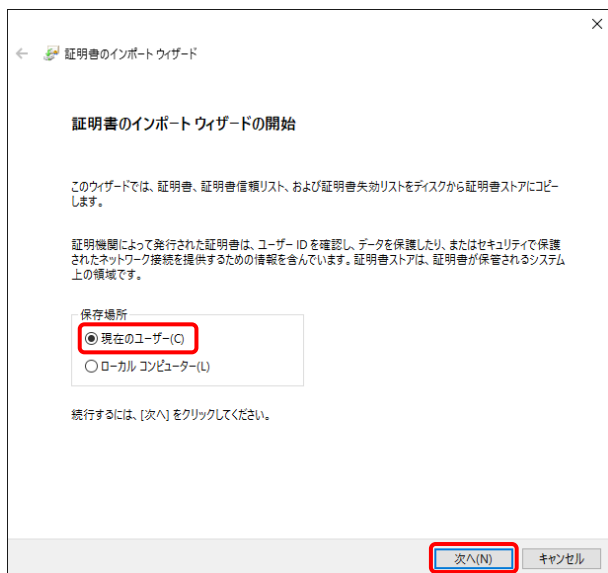 証明書のインポート ウィザード
証明書のインポート ウィザードの開始
このウィザードでは、証明書、証明書信頼リスト、および証明書失効リストをディスクから証明書ストアにコピー
します。
証明機関によって発行された証明書は、ユーザー ID を確認し、データを保護したり、またはセキュリティで保護
されたネットワーク接続を提供するための情報を含んでいます。証明書ストアは、証明書が保管されるシステム
上の領域です。
保存場所
現在のユーザー(C)
ローカル コンピューター(L)
続行するには、[次へ] をクリックしてください。
次へ(N)
キャンセル